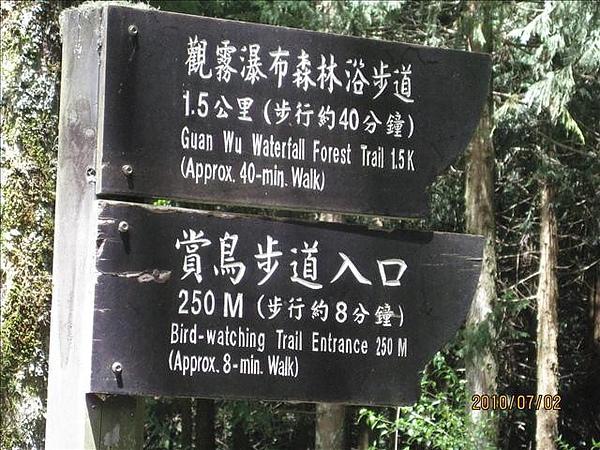 觀霧瀑布森林浴步道
1.5公里(步行約40分鐘)
Guan Wu Waterfall Forest Trail 1.5K
(Approx. 40-min. Walk)
賞鳥步道入口
250 M (步行約8分鐘)
Bird-watching Trail Entrance 250 M
(Approx. 8-min. Walk)
2010/07/02